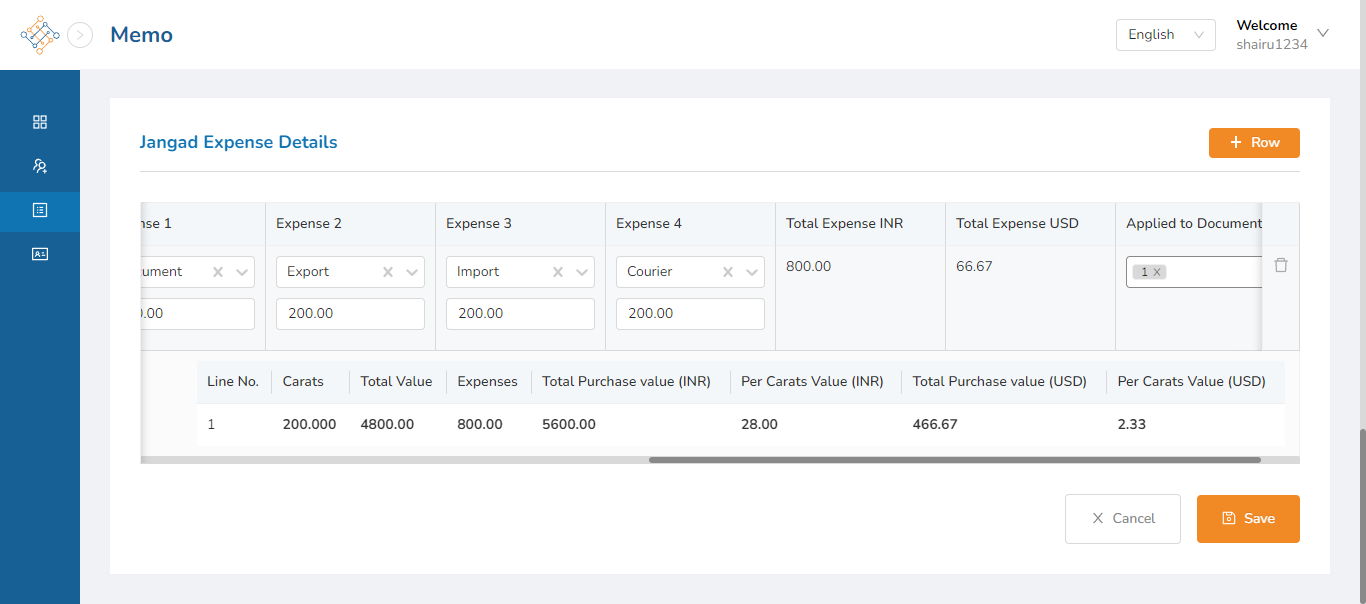 Memo
English
Welcome
shairu1234
Jangad Expense Details
+ Row
nse 1 Expense 2 Expense 3 Expense 4 Total Expense INR Total Expense USD Applied to Document
ument Export Import Courier 800.00 66.67 1
.00 200.00 200.00 200.00
Line No. Carats Total Value Expenses Total Purchase value (INR) Per Carats Value (INR) Total Purchase value (USD) Per Carats Value (USD)
1 200.000 4800.00 800.00 5600.00 28.00 466.67 2.33
Cancel
Save